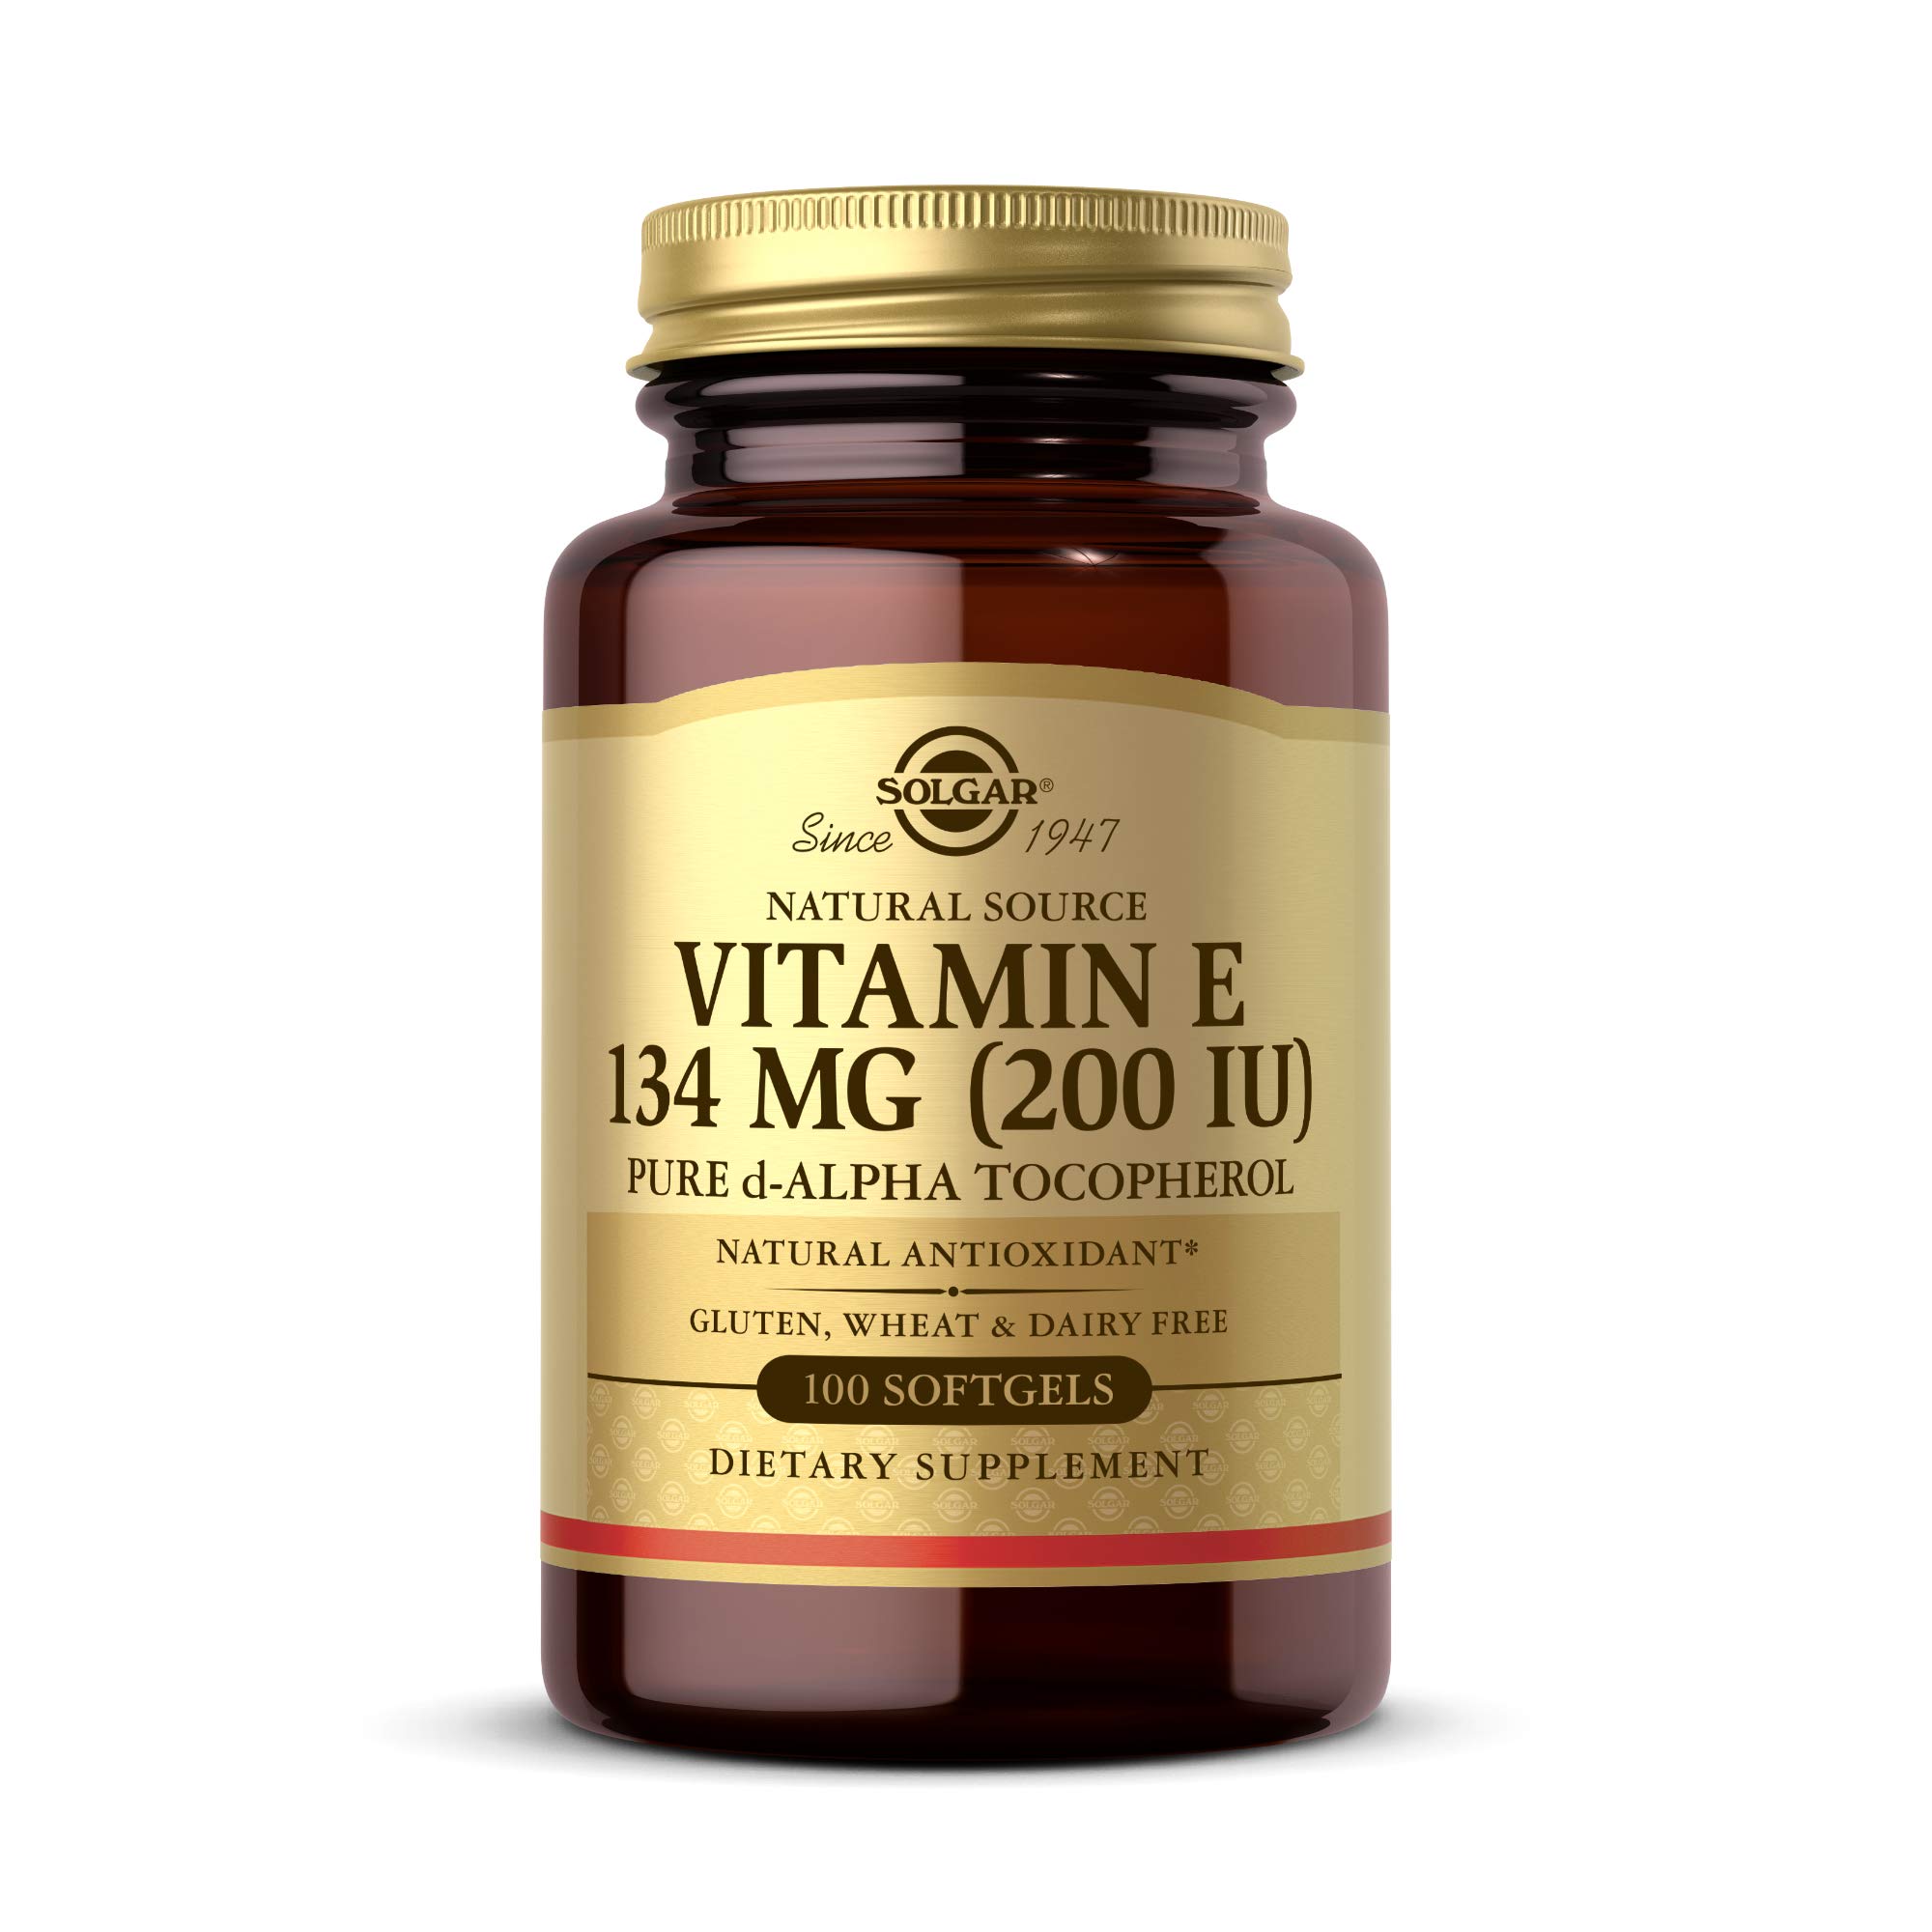 SOLGAR®
Since 1947
NATURAL SOURCE
VITAMIN E
134 MG (200 IU)
PURE d-ALPHA TOCOPHEROL
NATURAL ANTIOXIDANT*
GLUTEN, WHEAT & DAIRY FREE
100 SOFTGELS
DIETARY SUPPLEMENT